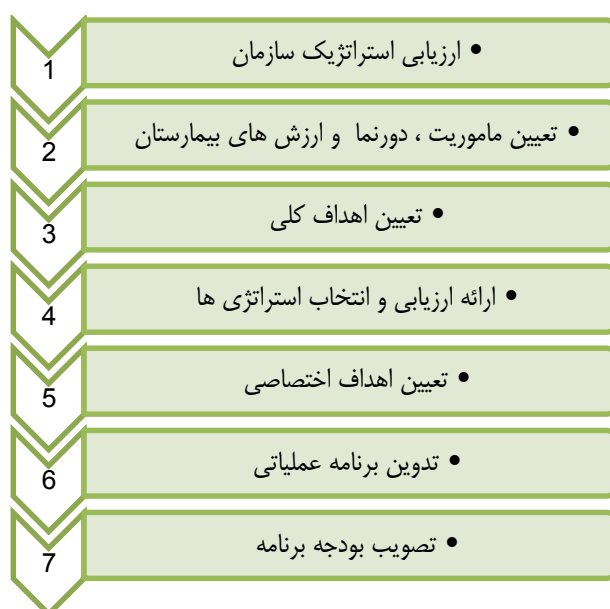 1
• ارزیابی استراتژیک سازمان
2
• تعیین ماموریت ، دورنما و ارزش های بیمارستان
3
• تعیین اهداف کلی
4
• ارائه ارزیابی و انتخاب استراتژی ها
5
• تعیین اهداف اختصاصی
6
• تدوین برنامه عملیاتی
7
• تصویب بودجه برنامه